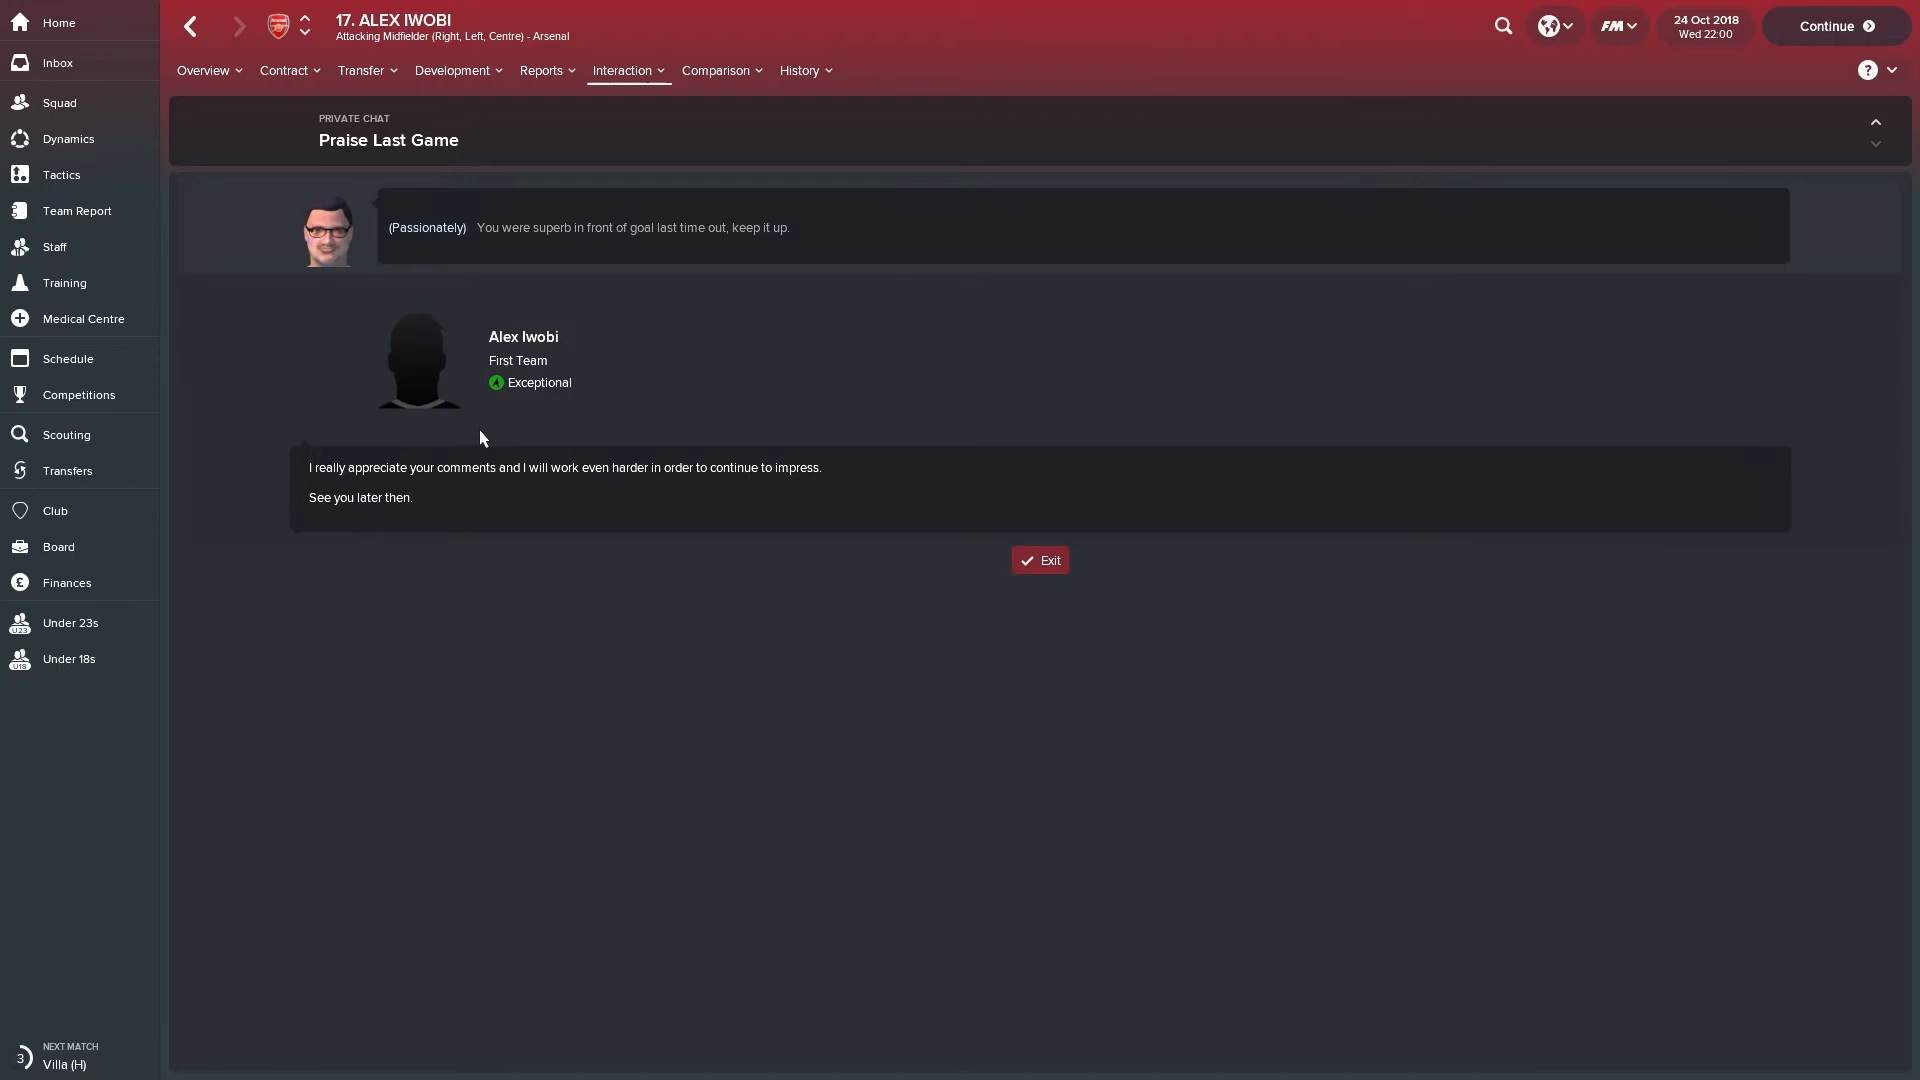 Home
Inbox
Squad
Dynamics
Tactics
Team Report
Staff
Training
Medical Centre
Schedule
Competitions
Scouting
Transfers
Club
Board
Finances
U23
Under 23s
U18
Under 18s
3
NEXT MATCH
Villa (H)
17. ALEX IWOBI
Attacking Midfielder (Right, Left, Centre) - Arsenal
FM
24 Oct 2018
Wed 22:00
Continue
Overview
Contract
Transfer
Development
Reports
Interaction
Comparison
History
?
PRIVATE CHAT
Praise Last Game
(Passionately) You were superb in front of goal last time out, keep it up.
Alex Iwobi
First Team
Exceptional
I really appreciate your comments and I will work even harder in order to continue to impress.
See you later then.
Exit